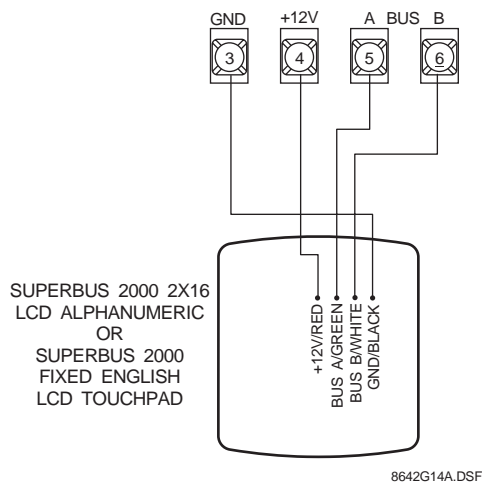 GND +12V A BUS B
3 4 5 6
SUPERBUS 2000 2X16
LCD ALPHANUMERIC
OR
SUPERBUS 2000
FIXED ENGLISH
LCD TOUCHPAD
+12V/RED
BUS A/GREEN
BUS B/WHITE
GND/BLACK
8642G14A.DSF